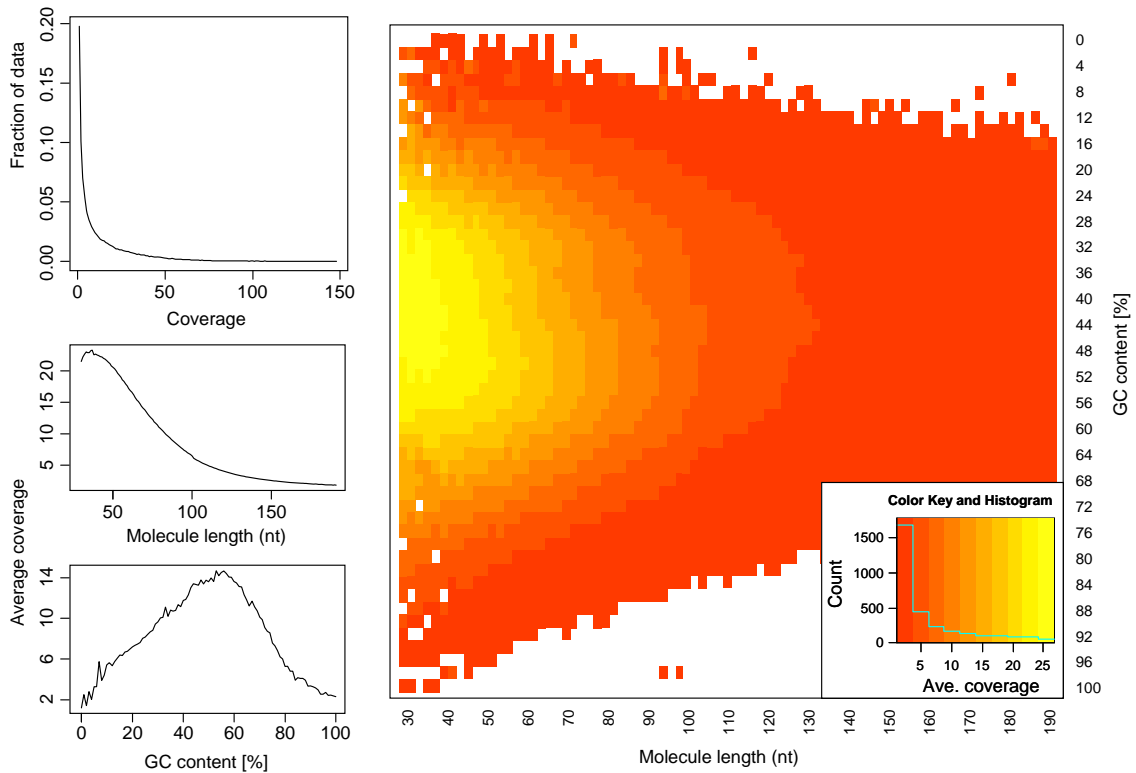 Fraction of data
0.20
0.15
0.10
0.05
0.00
0 50 100 150
Coverage
20
15
10
5
50 100 150
Molecule length (nt)
Average coverage
14
10
6
2
0 20 40 60 80 100
GC content [%]
0
4
8
12
16
20
24
28
32
36
40
44
48
52
56
60
64
68
72
76
80
84
88
92
96
100
GC content [%]
30 40 50 60 70 80 90 100 110 120 130 140 150 160 170 180 190
Molecule length (nt)
Color Key and Histogram
Count
1500
1000
500
0
5 10 15 20 25
Ave. coverage